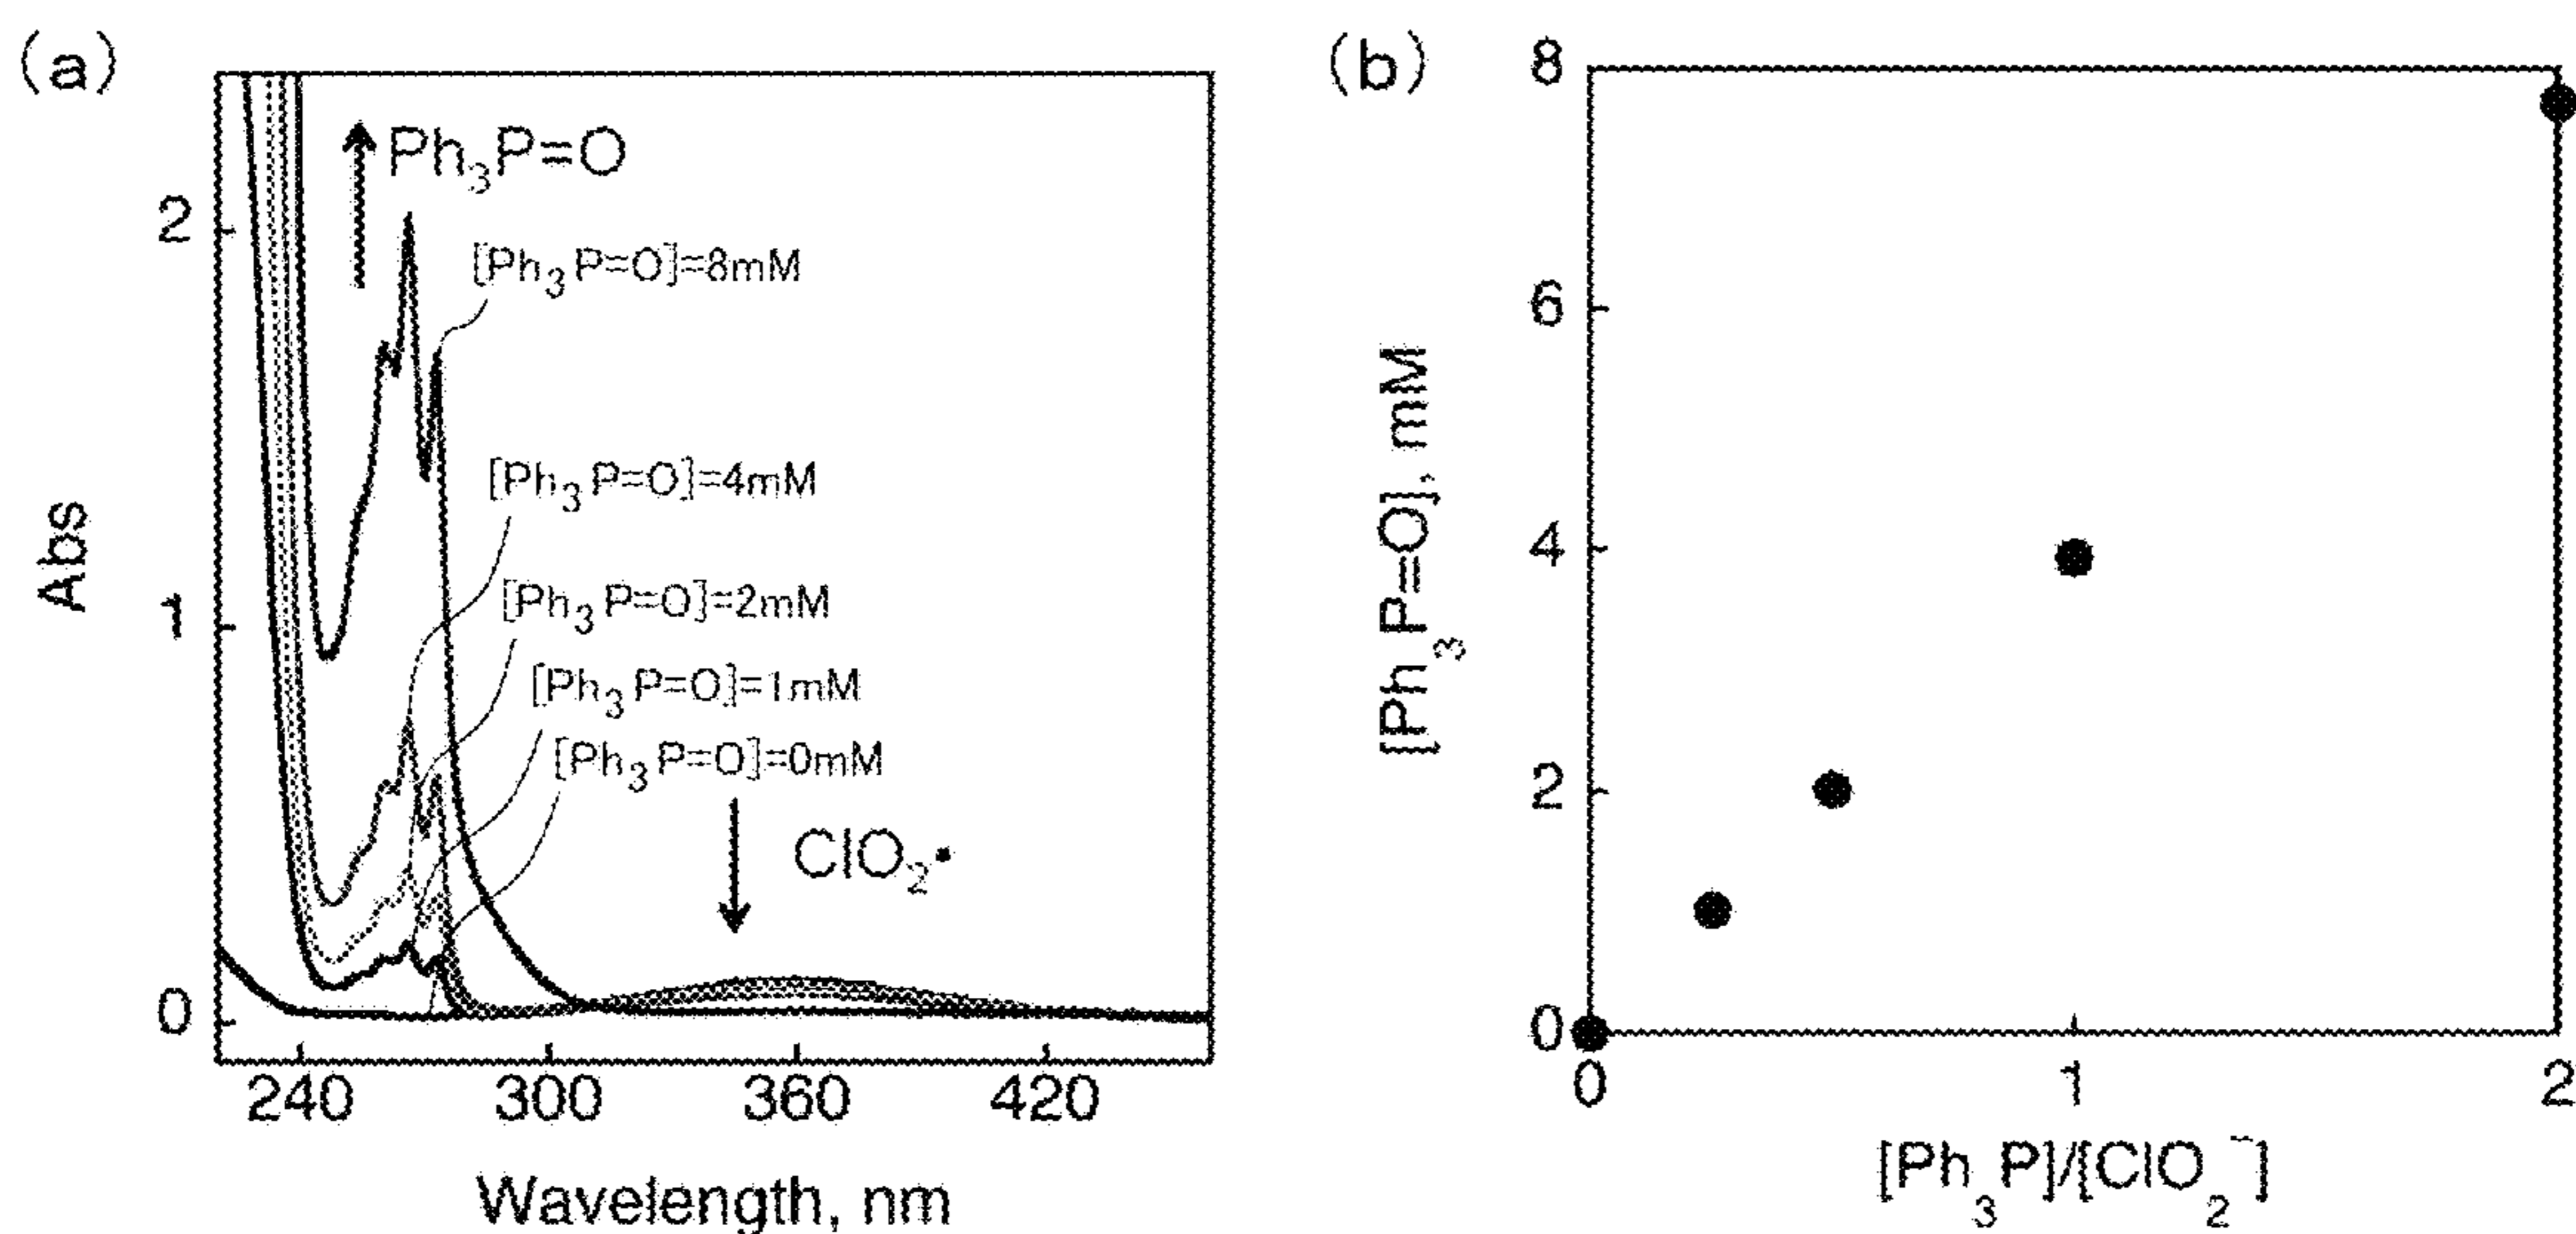 (a)
Ph₃P=O
[Ph₃P=O]=8mM
[Ph₃P=O]=4mM
[Ph₃P=O]=2mM
[Ph₃P=O]=1mM
[Ph₃P=O]=0mM
ClO₂•
Abs
2
1
0
240 300 360 420
Wavelength, nm
(b)
[Ph₃P=O], mM
8
6
4
2
0
0 1 2
[Ph₃P]/[ClO₂⁻]